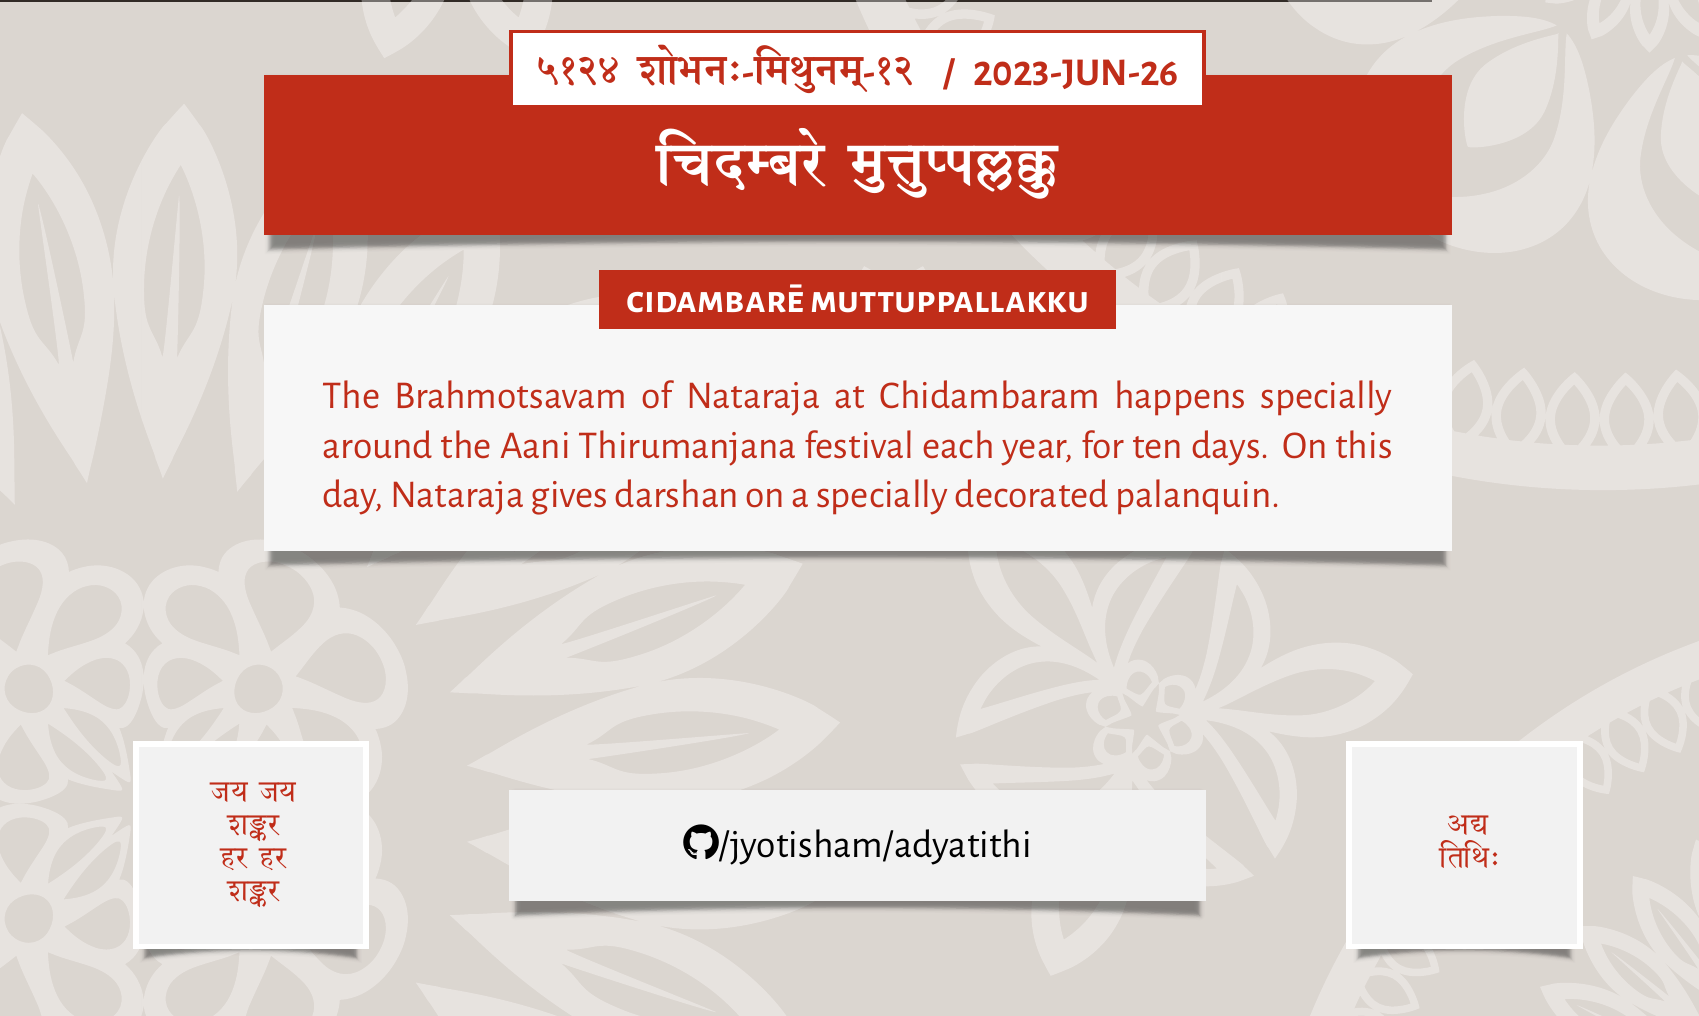 ५१२४ शोभनः-मिथुनम्-१२ / 2023-JUN-26
चिदम्बरे मुत्तुप्पल्लक्कु
CIDAMBARĒ MUTTUPPALLAKKU
The Brahmotsavam of Nataraja at Chidambaram happens specially
around the Aani Thirumanjana festival each year, for ten days. On this
day, Nataraja gives darshan on a specially decorated palanquin.
जय जय
शङ्कर
हर हर
शङ्कर
/jyotisham/adyatithi
अद्य
तिथिः